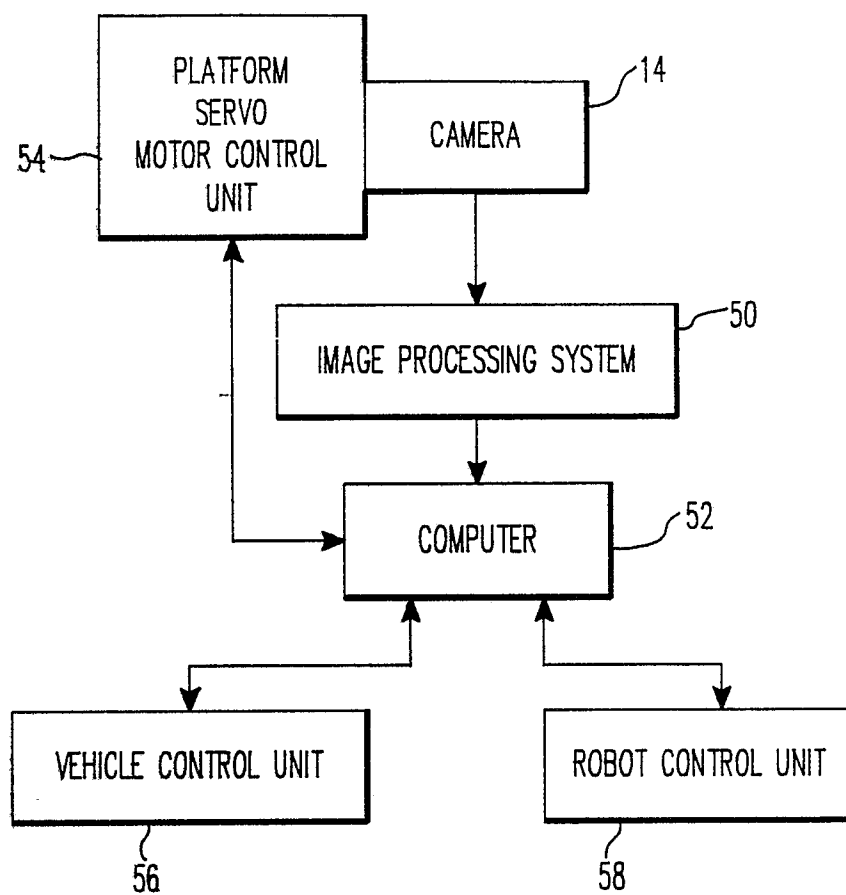 PLATFORM
SERVO
MOTOR CONTROL
UNIT
54
CAMERA
14
IMAGE PROCESSING SYSTEM
50
COMPUTER
52
VEHICLE CONTROL UNIT
56
ROBOT CONTROL UNIT
58